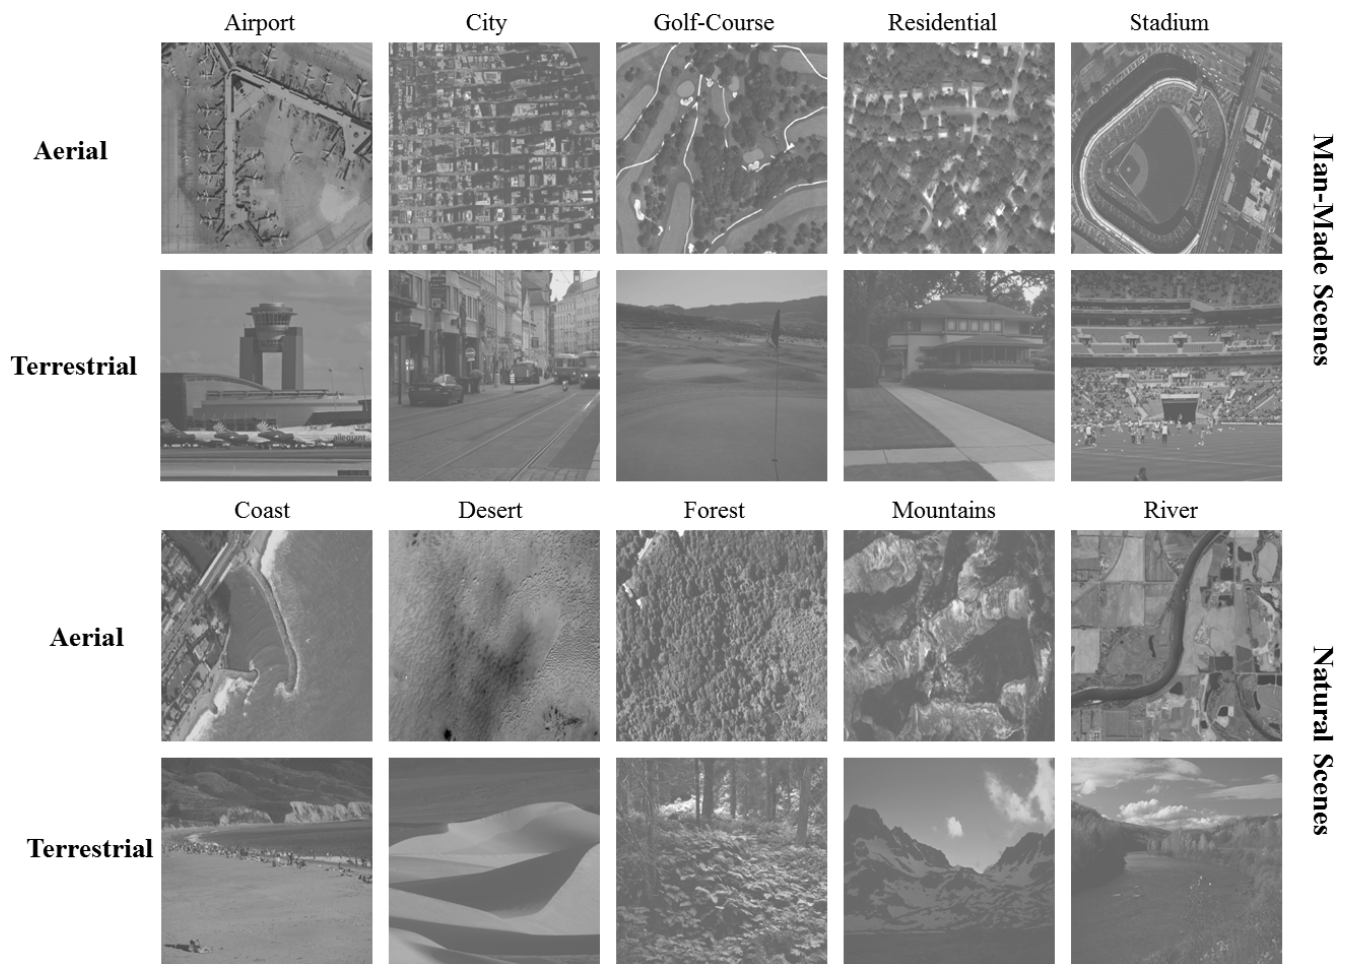 Airport City Golf-Course Residential Stadium
Aerial
Terrestrial
Man-Made Scenes
Coast Desert Forest Mountains River
Aerial
Terrestrial
Natural Scenes
allegiant